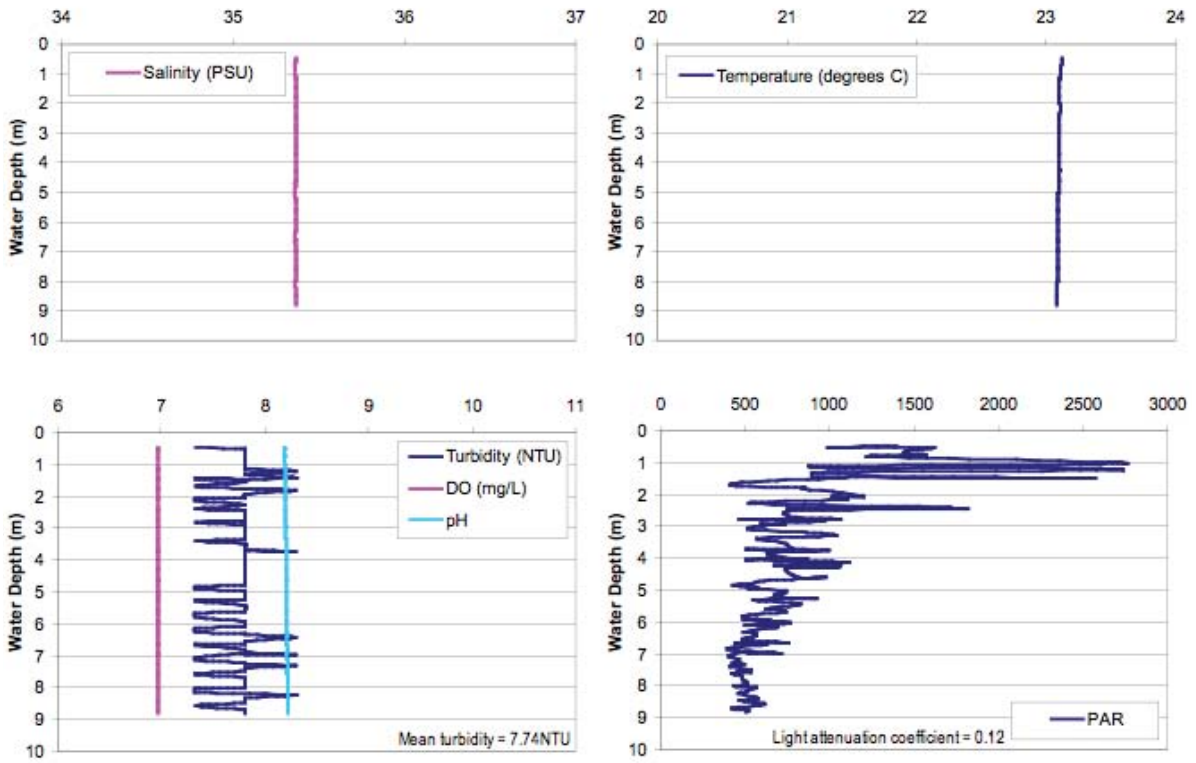 34 35 36 37
0
1
2
3
4
5
6
7
8
9
10
Water Depth (m)
Salinity (PSU)
20 21 22 23 24
0
1
2
3
4
5
6
7
8
9
10
Water Depth (m)
Temperature (degrees C)
6 7 8 9 10 11
0
1
2
3
4
5
6
7
8
9
10
Water Depth (m)
Turbidity (NTU)
DO (mg/L)
pH
Mean turbidity = 7.74NTU
0 500 1000 1500 2000 2500 3000
0
1
2
3
4
5
6
7
8
9
10
Water Depth (m)
PAR
Light attenuation coefficient = 0.12